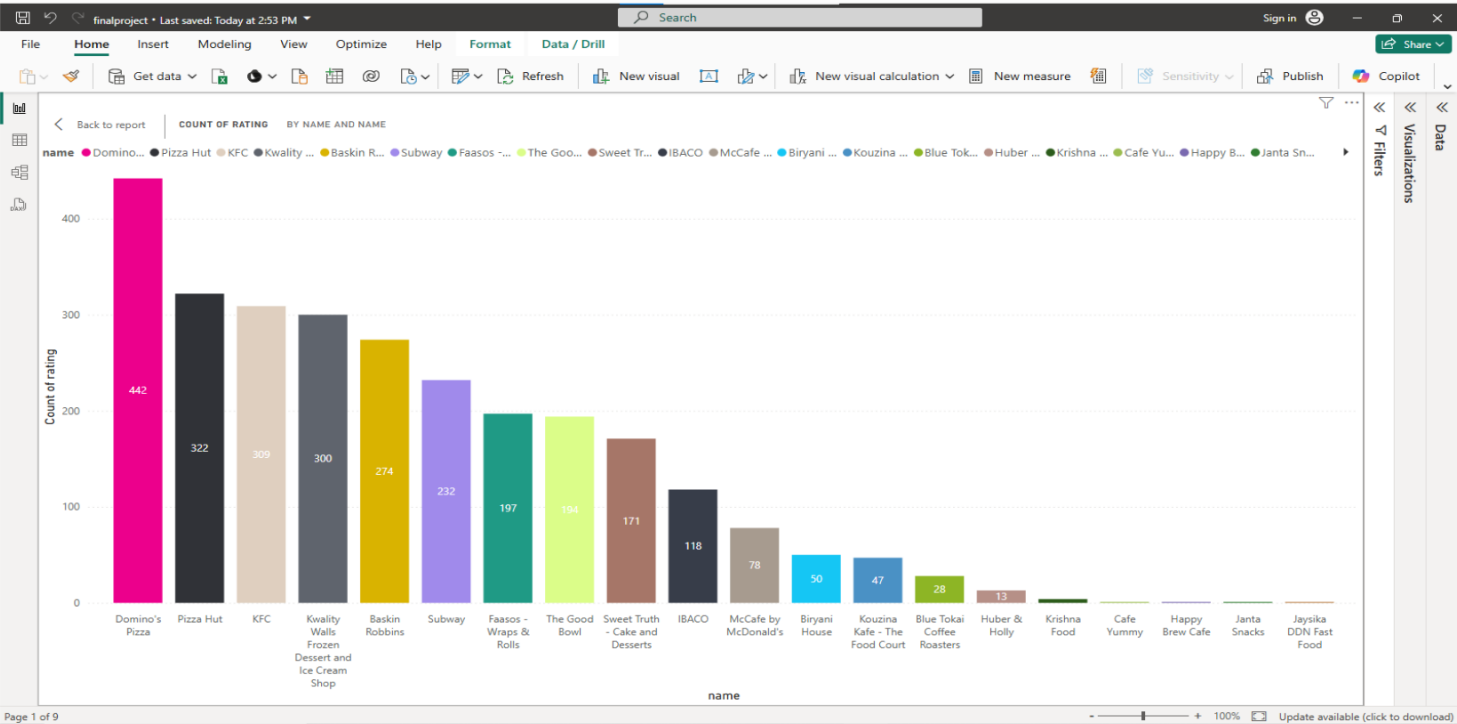 finalproject • Last saved: Today at 2:53 PM
Search
Sign in
File Home Insert Modeling View Optimize Help Format Data / Drill
Share
Get data
Refresh
New visual
New visual calculation
New measure
Sensitivity
Publish
Copilot
Back to report
COUNT OF RATING BY NAME AND NAME
name Domino... Pizza Hut KFC Kwality ... Baskin R... Subway Faasos -... The Goo... Sweet Tr... IBACO McCafe ... Biryani ... Kouzina ... Blue Tok... Huber ... Krishna ... Cafe Yu... Happy B... Janta Sn...
Filters
Visualizations
Data
Count of rating
400
300
200
100
0
442
322
309
300
274
232
197
194
171
118
78
50
47
28
13
Domino's
Pizza
Pizza Hut
KFC
Kwality
Walls
Frozen
Dessert and
Ice Cream
Shop
Baskin
Robbins
Subway
Faasos -
Wraps &
Rolls
The Good
Bowl
Sweet Truth
- Cake and
Desserts
IBACO
McCafe by
McDonald's
Biryani
House
Kouzina
Kafe - The
Food Court
Blue Tokai
Coffee
Roasters
Huber &
Holly
Krishna
Food
Cafe
Yummy
Happy
Brew Cafe
Janta
Snacks
Jaysika
DDN Fast
Food
name
Page 1 of 9
- + 100%
Update available (click to download)